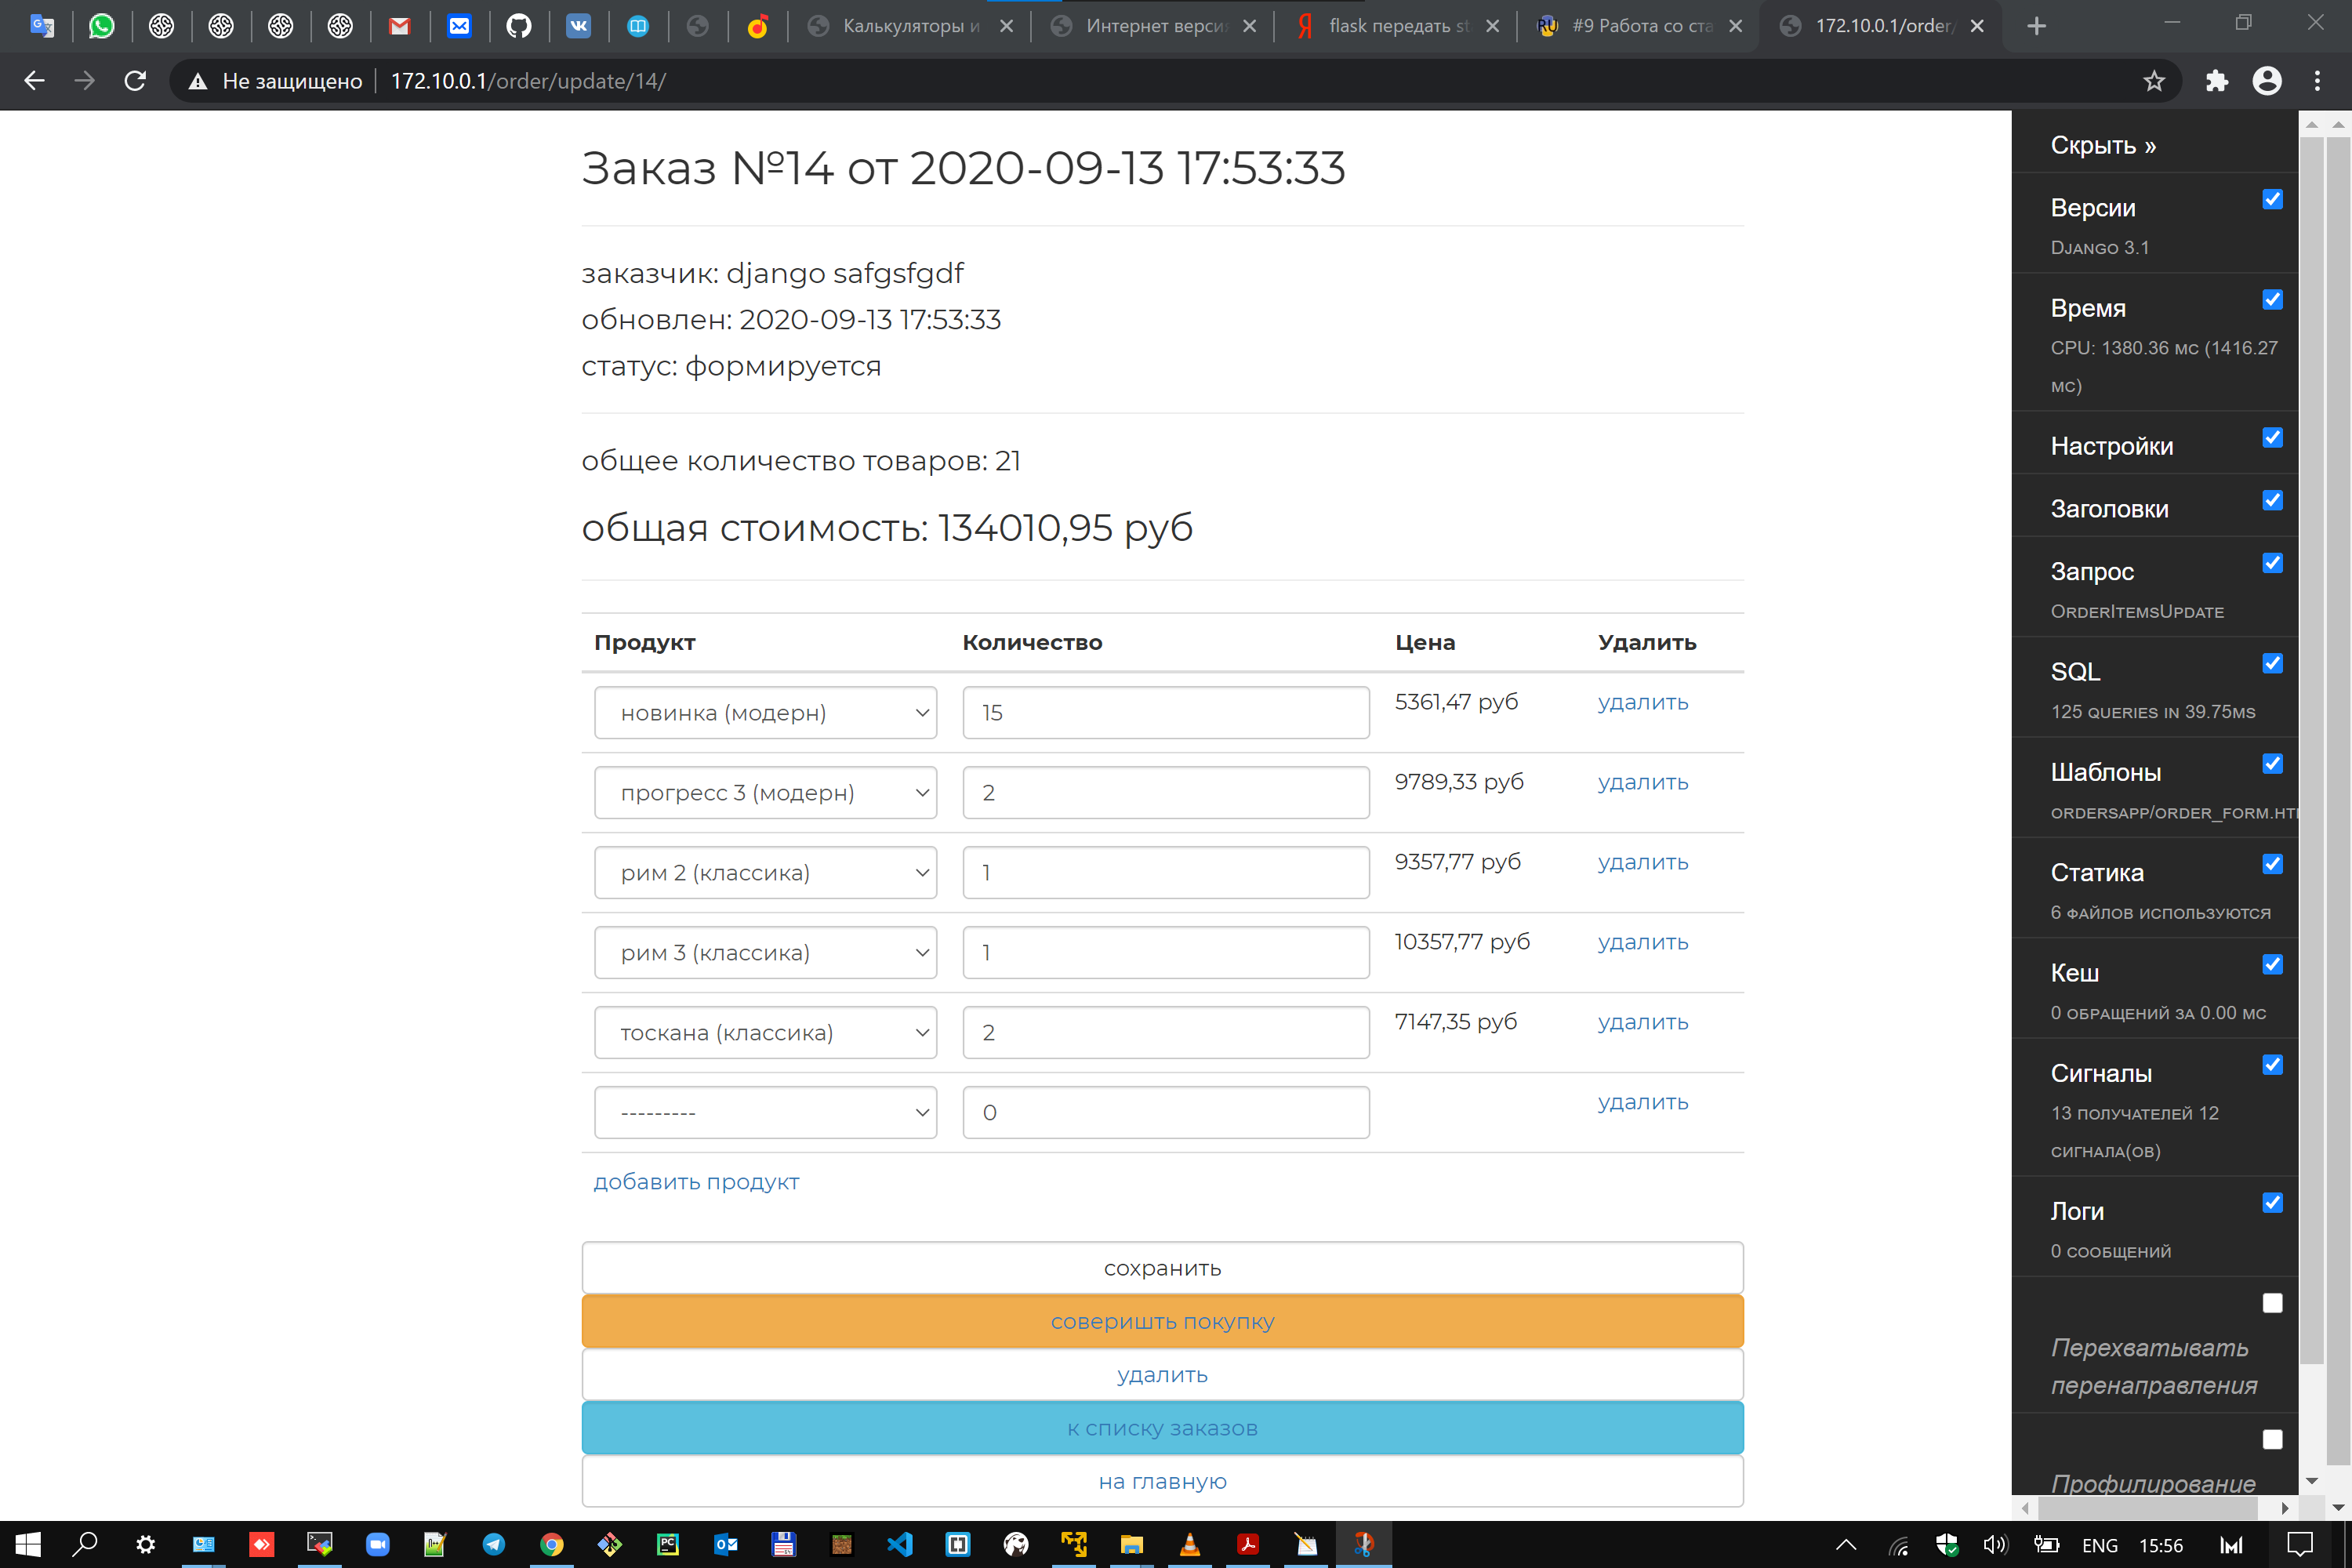 Калькуляторы и
Интернет верси
flask передать st
#9 Работа со ста
172.10.0.1/order/
Не защищено
172.10.0.1/order/update/14/
Заказ №14 от 2020-09-13 17:53:33
заказчик: django safgsfgdf
обновлен: 2020-09-13 17:53:33
статус: формируется
общее количество товаров: 21
общая стоимость: 134010,95 руб
Продукт Количество Цена Удалить
новинка (модерн) 15 5361,47 руб удалить
прогресс 3 (модерн) 2 9789,33 руб удалить
рим 2 (классика) 1 9357,77 руб удалить
рим 3 (классика) 1 10357,77 руб удалить
тоскана (классика) 2 7147,35 руб удалить
--------- 0 удалить
добавить продукт
сохранить
соверишть покупку
удалить
к списку заказов
на главную
Скрыть »
Версии
Django 3.1
Время
CPU: 1380.36 мс (1416.27
мс)
Настройки
Заголовки
Запрос
OrderItemsUpdate
SQL
125 queries in 39.75ms
Шаблоны
ordersapp/order_form.html
Статика
6 файлов используются
Кеш
0 обращений за 0.00 мс
Сигналы
13 получателей 12
сигнала(ов)
Логи
0 сообщений
Перехватывать
перенаправления
Профилирование
ENG 15:56